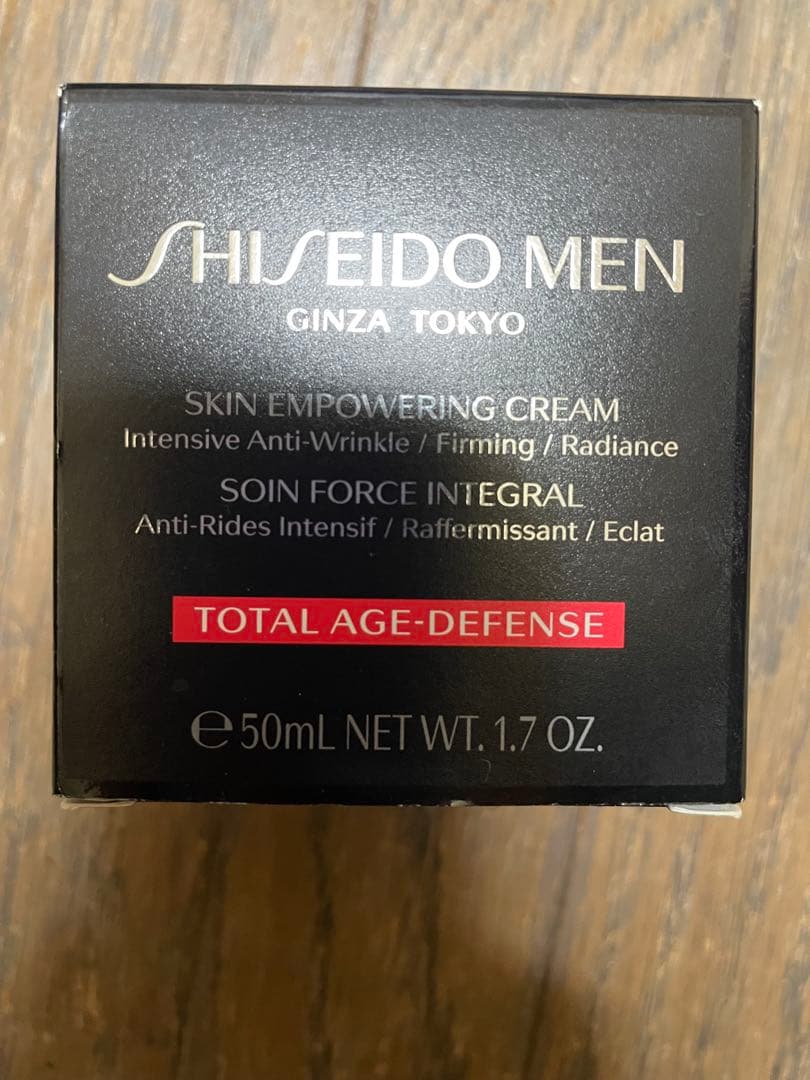 SHISEIDO MEN
GINZA TOKYO
SKIN EMPOWERING CREAM
Intensive Anti-Wrinkle / Firming / Radiance
SOIN FORCE INTEGRAL
Anti-Rides Intensif / Raffermissant / Eclat
TOTAL AGE-DEFENSE
℮50mL NET WT. 1.7 OZ.